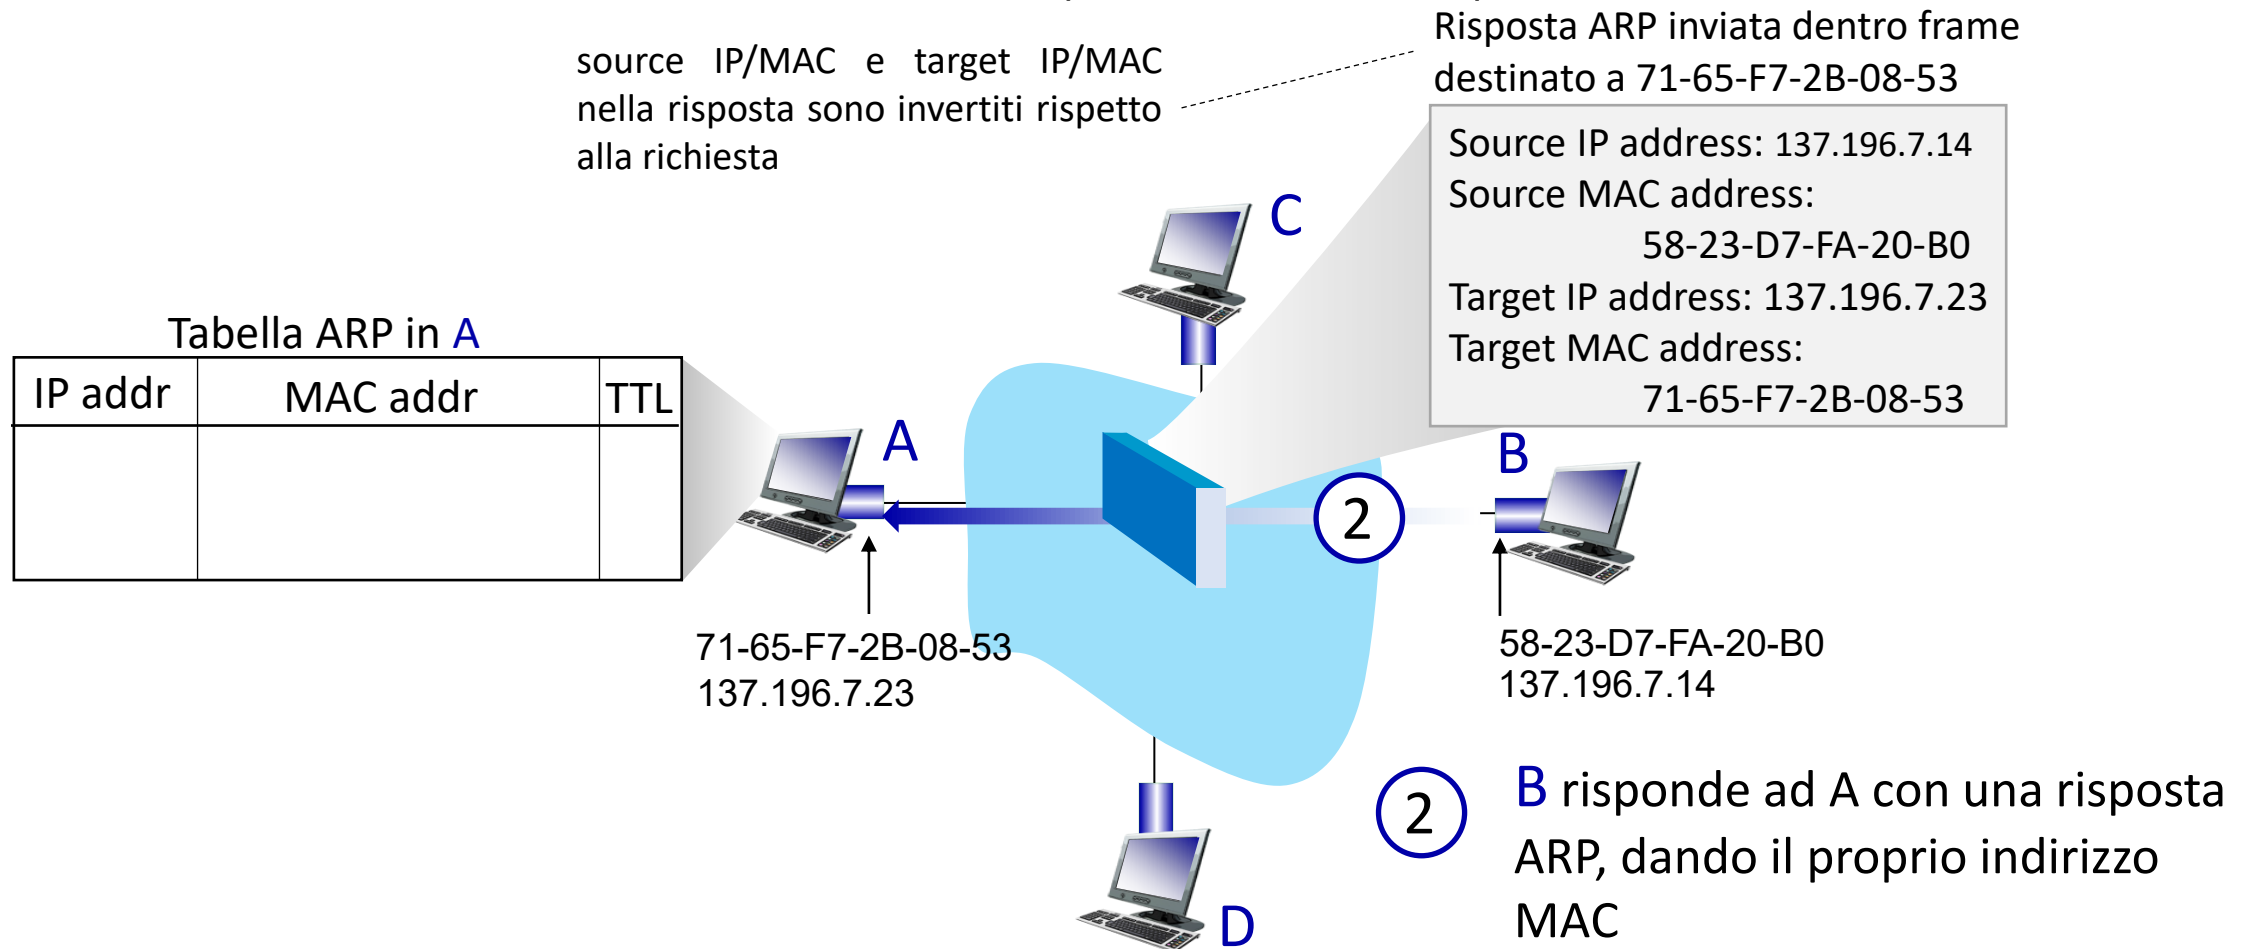 source IP/MAC e target IP/MAC
nella risposta sono invertiti rispetto
alla richiesta
Risposta ARP inviata dentro frame
destinato a 71-65-F7-2B-08-53
Source IP address: 137.196.7.14
Source MAC address:
58-23-D7-FA-20-B0
Target IP address: 137.196.7.23
Target MAC address:
71-65-F7-2B-08-53
C
Tabella ARP in A
IP addr MAC addr TTL
A
B
2
71-65-F7-2B-08-53
137.196.7.23
58-23-D7-FA-20-B0
137.196.7.14
2 B risponde ad A con una risposta
ARP, dando il proprio indirizzo
MAC
D